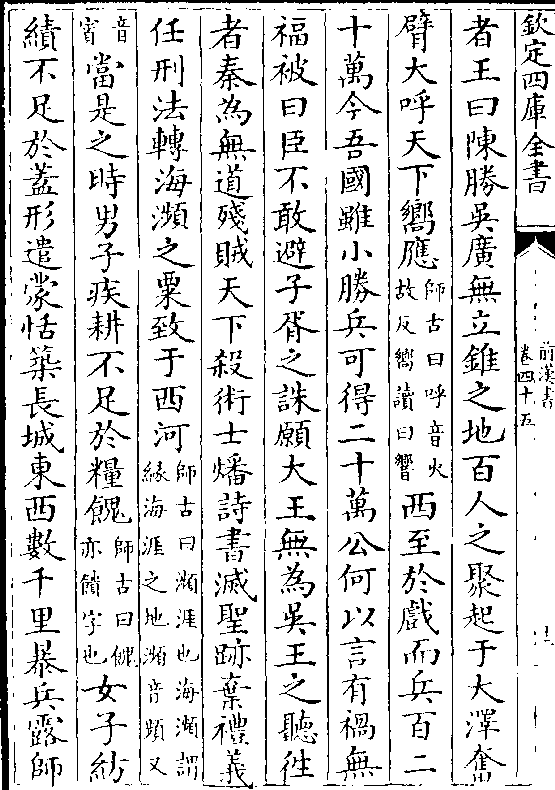 欽定四庫全書
前漢書
卷四十五
者王曰陳勝吳廣無立錐之地百人之聚起于大澤奮
臂大呼天下嚮應師古曰呼音火故反嚮讀曰響西至於戲而兵百二
十萬今吾國雖小勝兵可得二十萬公何以言有禍無
福被曰臣不敢避子胥之誅願大王無為吳王之聽徃
者秦為無道殘賊天下殺術士燔詩書滅聖跡棄禮義
任刑法轉海瀕之粟致于西河師古曰瀕涯也海瀕謂緣海涯之地瀕音頻又
音賓當是之時男子疾耕不足於糧餽師古曰餽亦饋字也女子紡
績不足於蓋形遣蒙恬築長城東西數千里暴兵露師